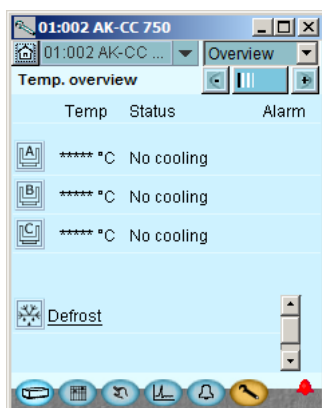 01:002 AK-CC 750
01:002 AK-CC ... Overview
Temp. overview
Temp Status Alarm
A ***** °C No cooling
B ***** °C No cooling
C ***** °C No cooling
Defrost